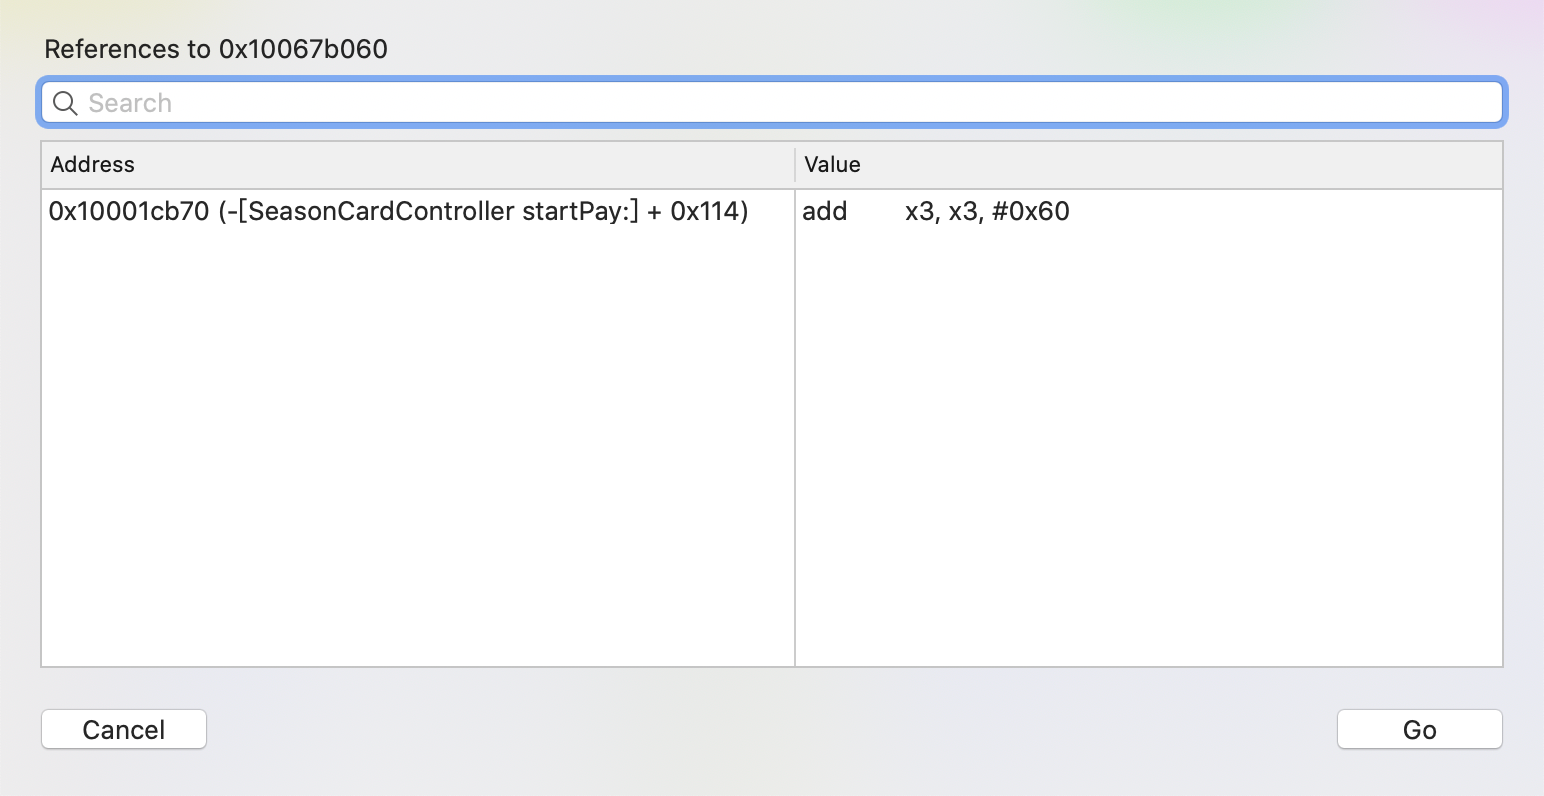 References to 0x10067b060
Search
Address Value
0x10001cb70 (-[SeasonCardController startPay:] + 0x114) add x3, x3, #0x60
Cancel Go